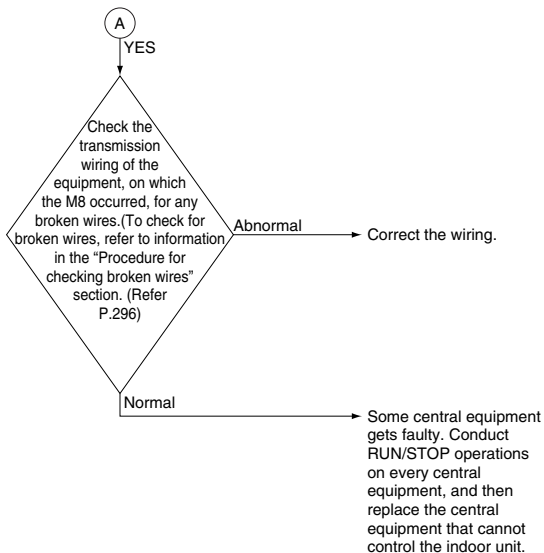 A
YES
Check the
transmission
wiring of the
equipment, on which
the M8 occurred, for any
broken wires.(To check for
broken wires, refer to information
in the “Procedure for
checking broken wires”
section. (Refer
P.296)
Abnormal
Correct the wiring.
Normal
Some central equipment
gets faulty. Conduct
RUN/STOP operations
on every central
equipment, and then
replace the central
equipment that cannot
control the indoor unit.